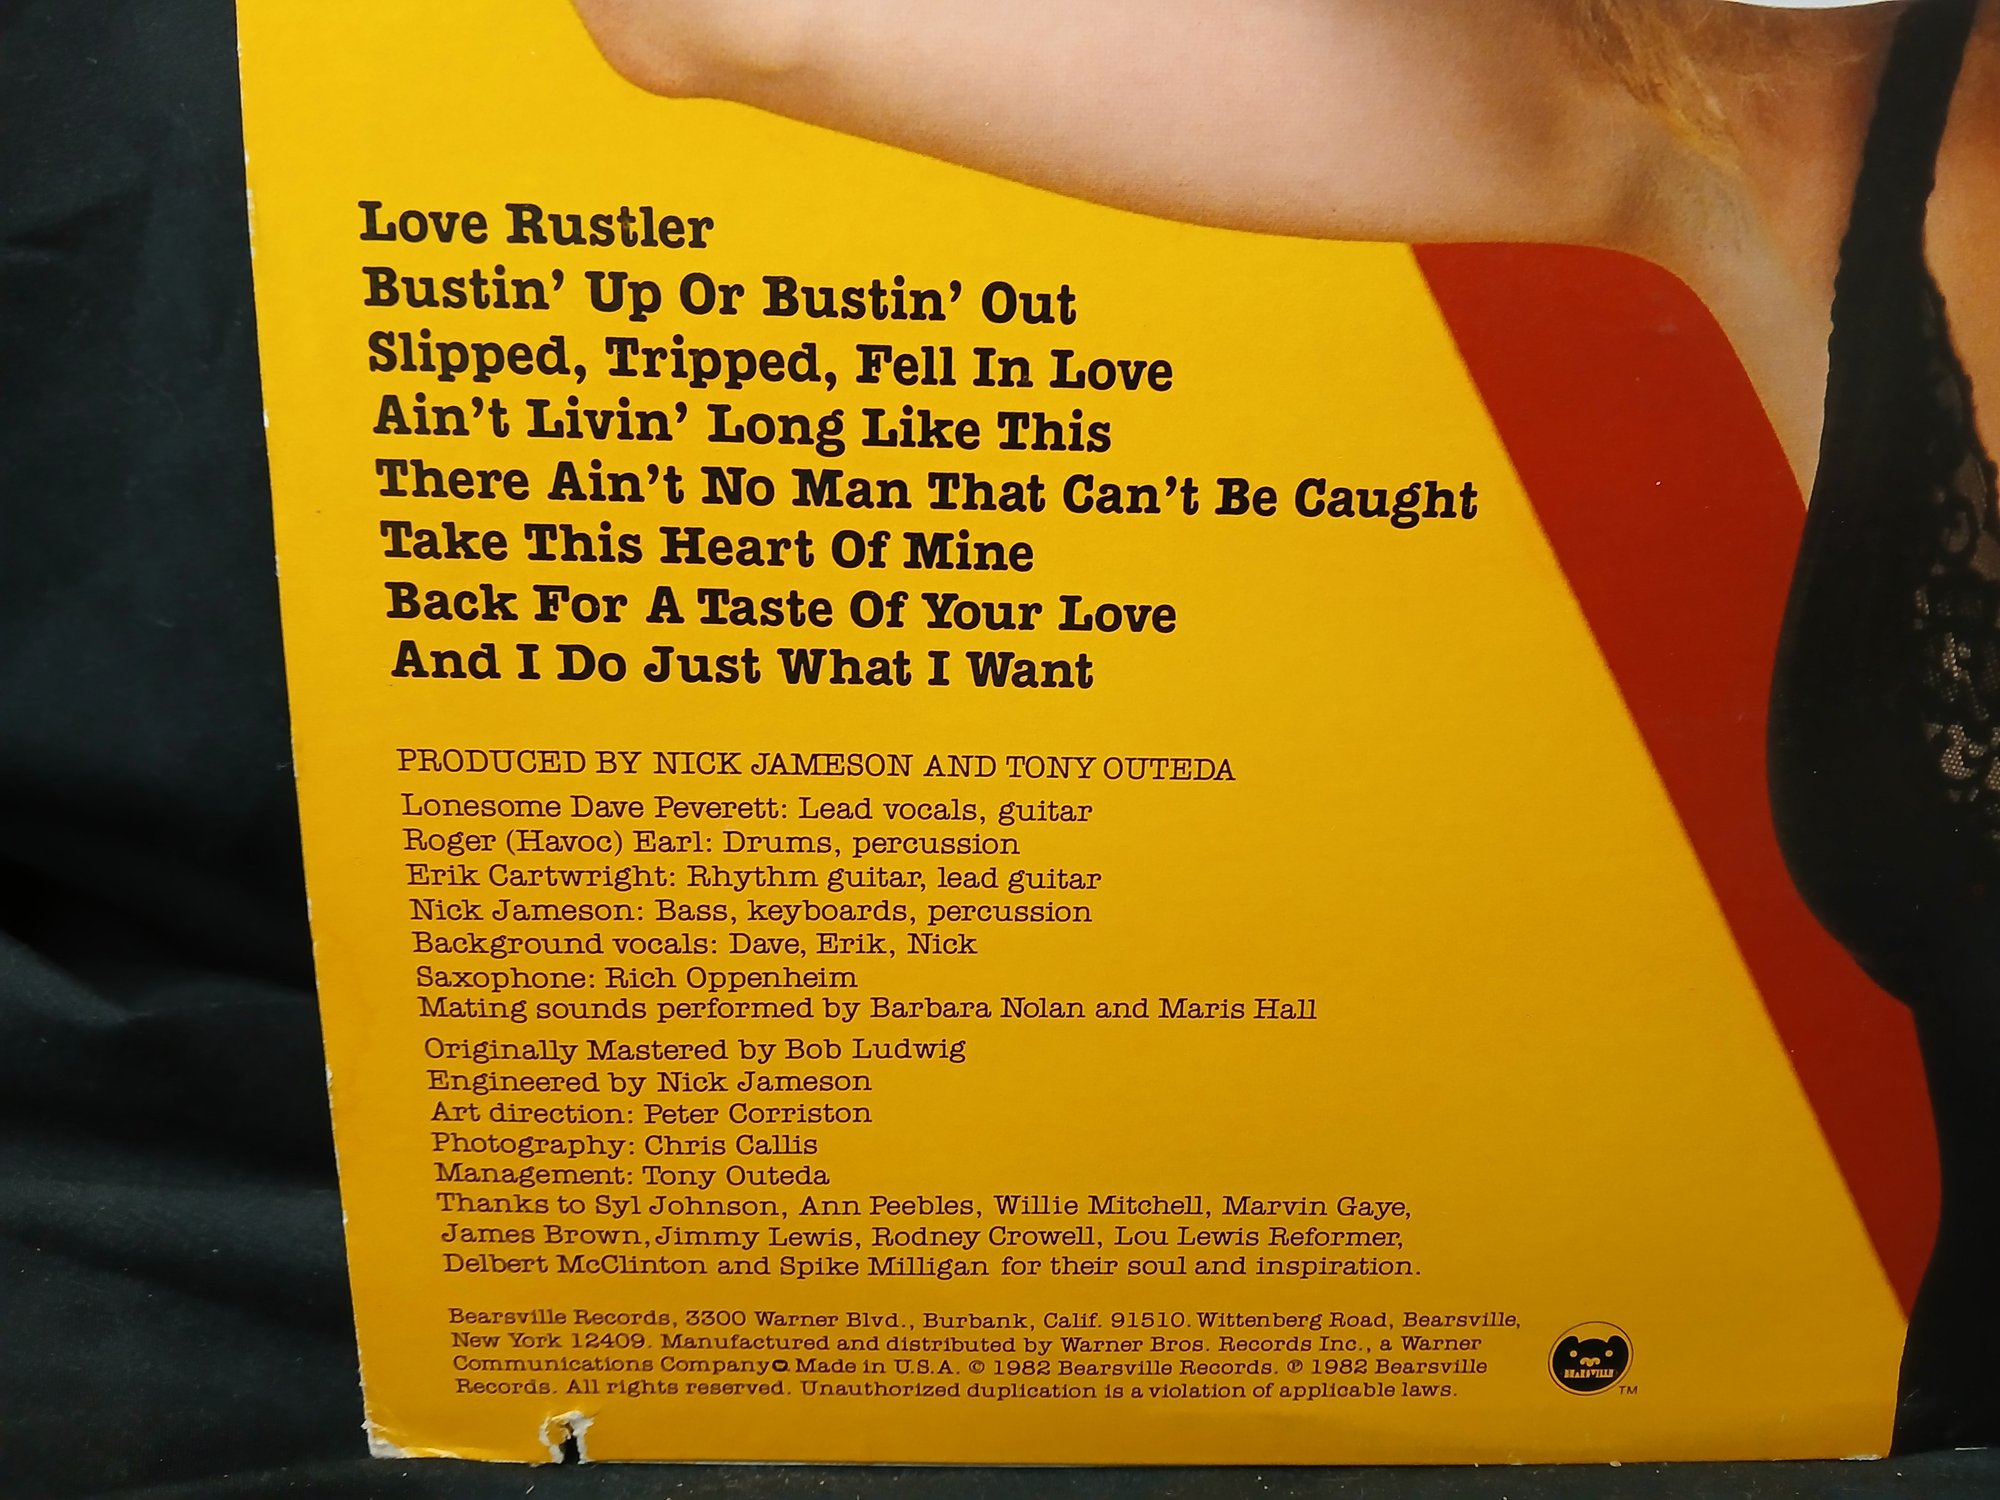 Love Rustler
Bustin' Up Or Bustin' Out
Slipped, Tripped, Fell In Love
Ain't Livin' Long Like This
There Ain't No Man That Can't Be Caught
Take This Heart Of Mine
Back For A Taste Of Your Love
And I Do Just What I Want
PRODUCED BY NICK JAMESON AND TONY OUTEDA
Lonesome Dave Peverett: Lead vocals, guitar
Roger (Havoc) Earl: Drums, percussion
Erik Cartwright: Rhythm guitar, lead guitar
Nick Jameson: Bass, keyboards, percussion
Background vocals: Dave, Erik, Nick
Saxophone: Rich Oppenheim
Mating sounds performed by Barbara Nolan and Maris Hall
Originally Mastered by Bob Ludwig
Engineered by Nick Jameson
Art direction: Peter Corriston
Photography: Chris Callis
Management: Tony Outeda
Thanks to Syl Johnson, Ann Peebles, Willie Mitchell, Marvin Gaye,
James Brown, Jimmy Lewis, Rodney Crowell, Lou Lewis Reformer,
Delbert McClinton and Spike Milligan for their soul and inspiration.
Bearsville Records, 3300 Warner Blvd., Burbank, Calif. 91510. Wittenberg Road, Bearsville,
New York 12409. Manufactured and distributed by Warner Bros. Records Inc., a Warner
Communications Company. Made in U.S.A. © 1982 Bearsville Records. ℗ 1982 Bearsville
Records. All rights reserved. Unauthorized duplication is a violation of applicable laws.
BEARSVILLE
TM